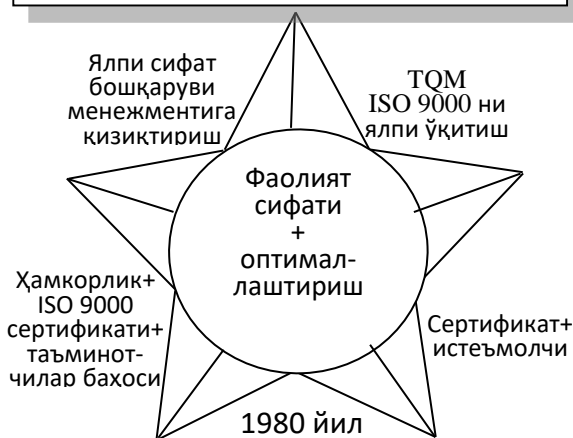 Ялпи сифат
бошқаруви
менежментига
қизиқтириш
TQM
ISO 9000 ни
ялпи ўқитиш
Фаолият
сифати
+
оптимал-
лаштириш
Ҳамкорлик+
ISO 9000
сертификати+
таъминот-
чилар баҳоси
Сертификат+
истеъмолчи
1980 йил